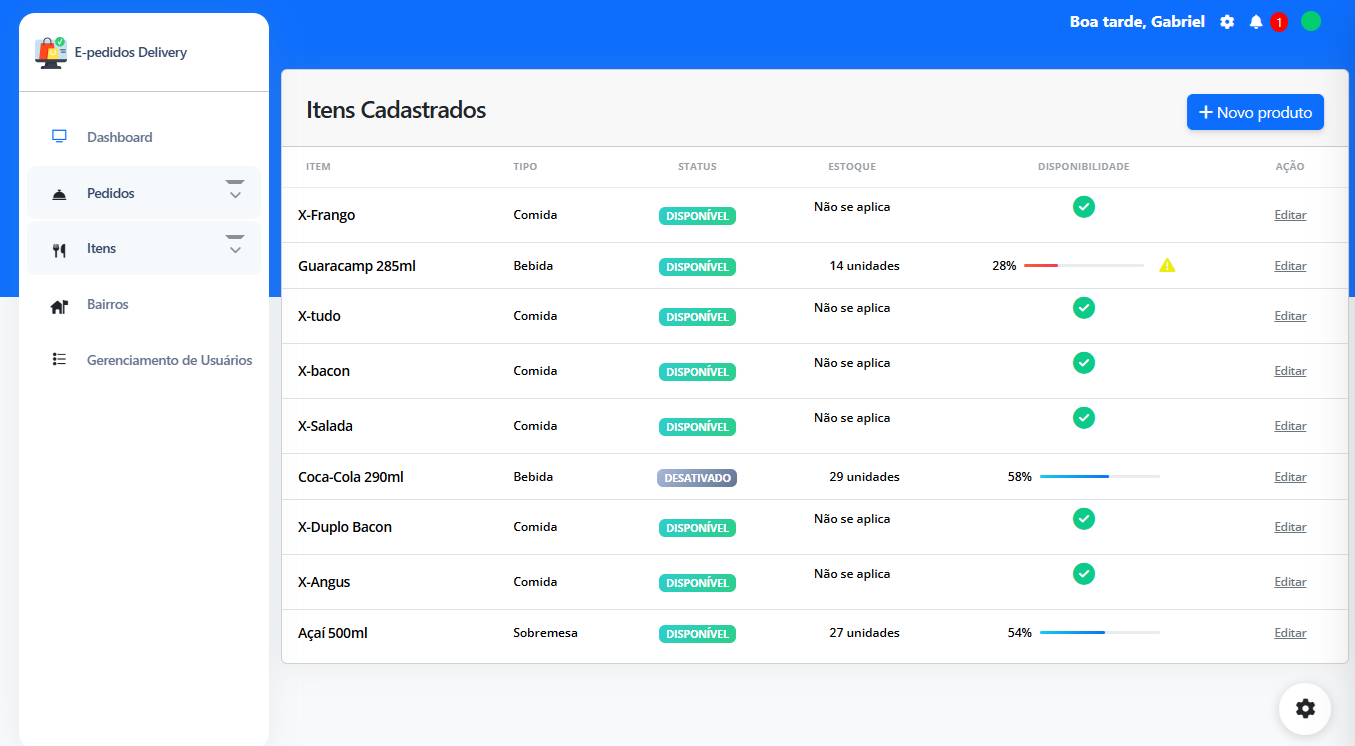 Boa tarde, Gabriel 1
E-pedidos Delivery
Dashboard
Pedidos
Itens
Bairros
Gerenciamento de Usuários
Itens Cadastrados
+ Novo produto
ITEM TIPO STATUS ESTOQUE DISPONIBILIDADE AÇÃO
X-Frango Comida DISPONÍVEL Não se aplica Editar
Guaracamp 285ml Bebida DISPONÍVEL 14 unidades 28% Editar
X-tudo Comida DISPONÍVEL Não se aplica Editar
X-bacon Comida DISPONÍVEL Não se aplica Editar
X-Salada Comida DISPONÍVEL Não se aplica Editar
Coca-Cola 290ml Bebida DESATIVADO 29 unidades 58% Editar
X-Duplo Bacon Comida DISPONÍVEL Não se aplica Editar
X-Angus Comida DISPONÍVEL Não se aplica Editar
Açaí 500ml Sobremesa DISPONÍVEL 27 unidades 54% Editar